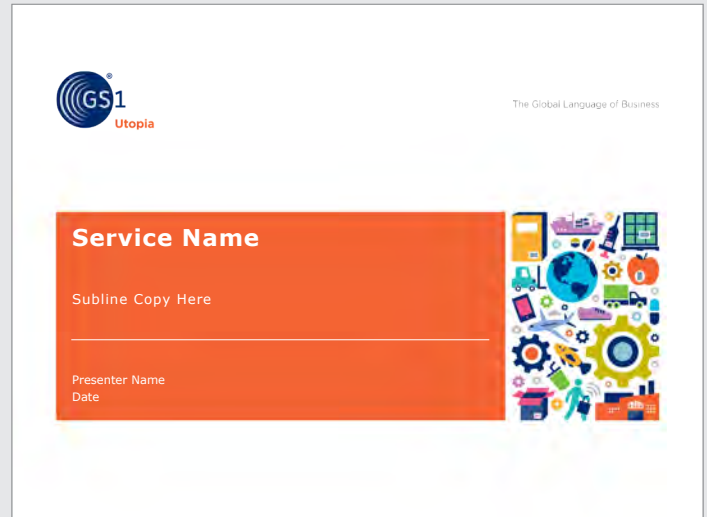 GS1
®
Utopia
The Global Language of Business
Service Name
Subline Copy Here
Presenter Name
Date